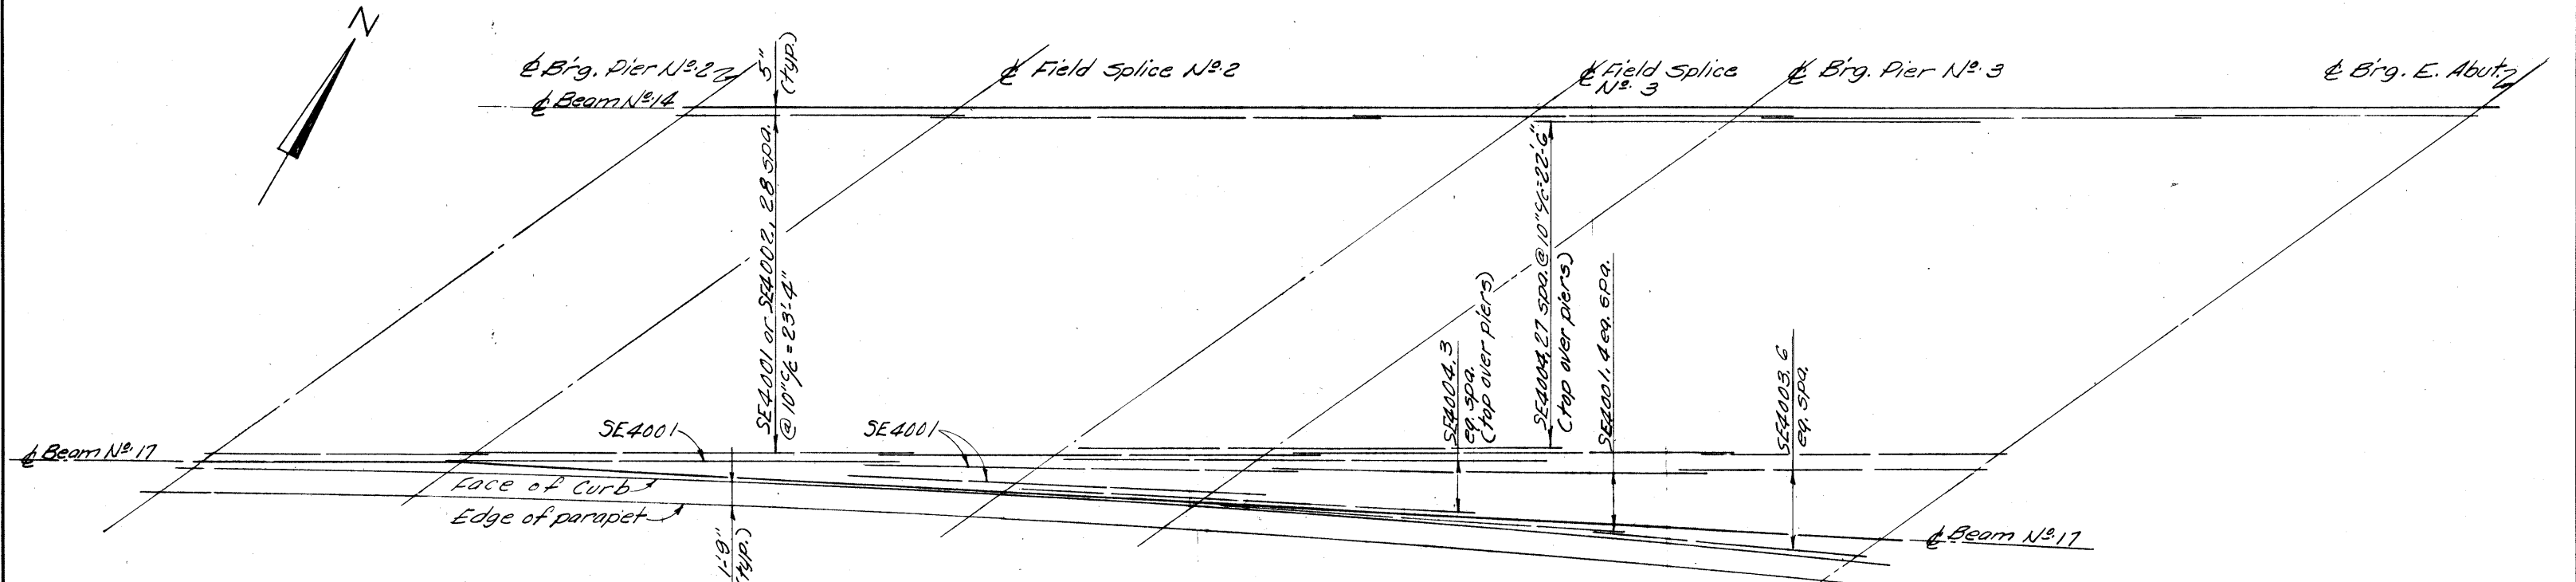 N
℄ Brg. Pier Nº 2
5"
(typ.)
℄ Field Splice Nº 2
℄ Field Splice
Nº 3
℄ Brg. Pier Nº 3
℄ Brg. E. Abut.
℄ Beam Nº 14
SE4001 or SE4002, 28 spa.
@ 10" c/c = 23'-4"
SE4004, 3
eq. spa.
(top over piers)
SE4004, 27 spa. @ 10" c/c = 22'-6"
(top over piers)
SE4001, 4 eq. spa.
SE4003, 6
eq. spa.
SE4001
SE4001
℄ Beam Nº 17
Face of Curb
Edge of parapet
1'-9"
(typ.)
℄ Beam Nº 17